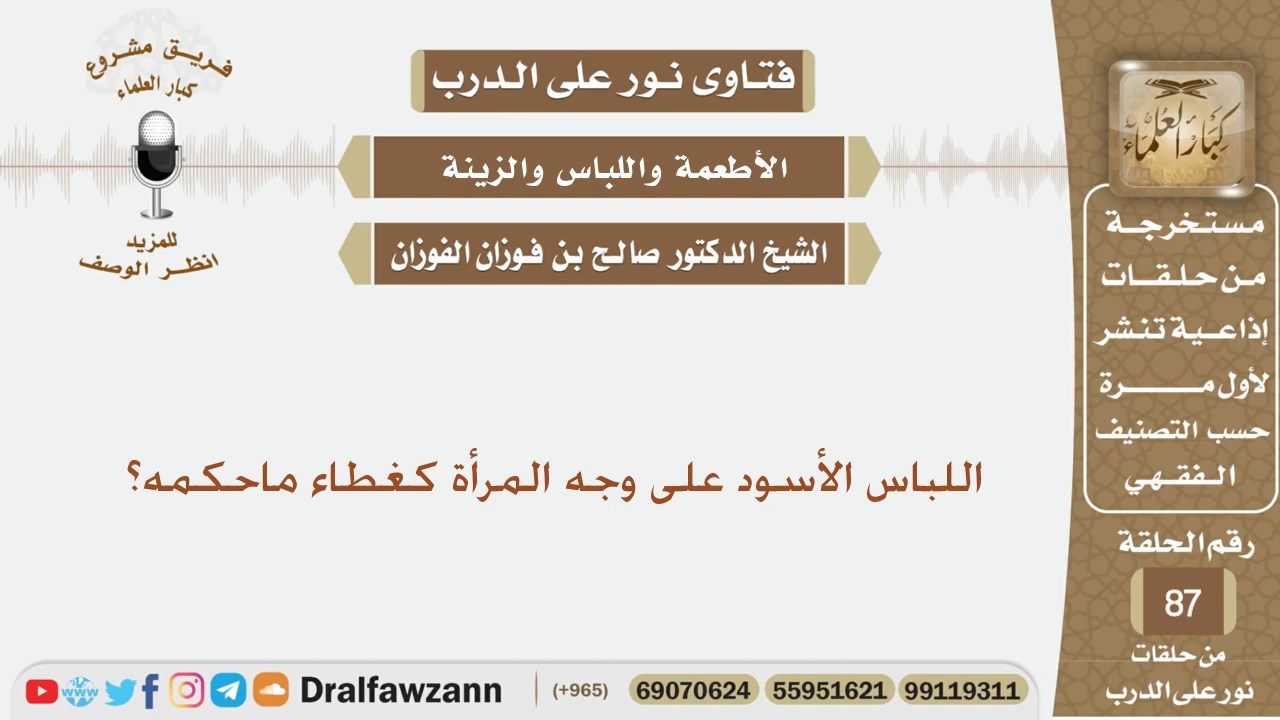 فريق مشروع
كبار العلماء
للمزيد
انظر الوصف
فتاوى نور على الدرب
الأطعمة واللباس والزينة
الشيخ الدكتور صالح بن فوزان الفوزان
اللباس الأسود على وجه المرأة كغطاء ماحكمه؟
كبار العلماء
مستخرجة
من حلقات
إذاعية تنشر
لأول مرة
حسب التصنيف
الفقهي
رقم الحلقة
87
من حلقات
نور على الدرب
www Dralfawzann (+965) 69070624 55951621 99119311